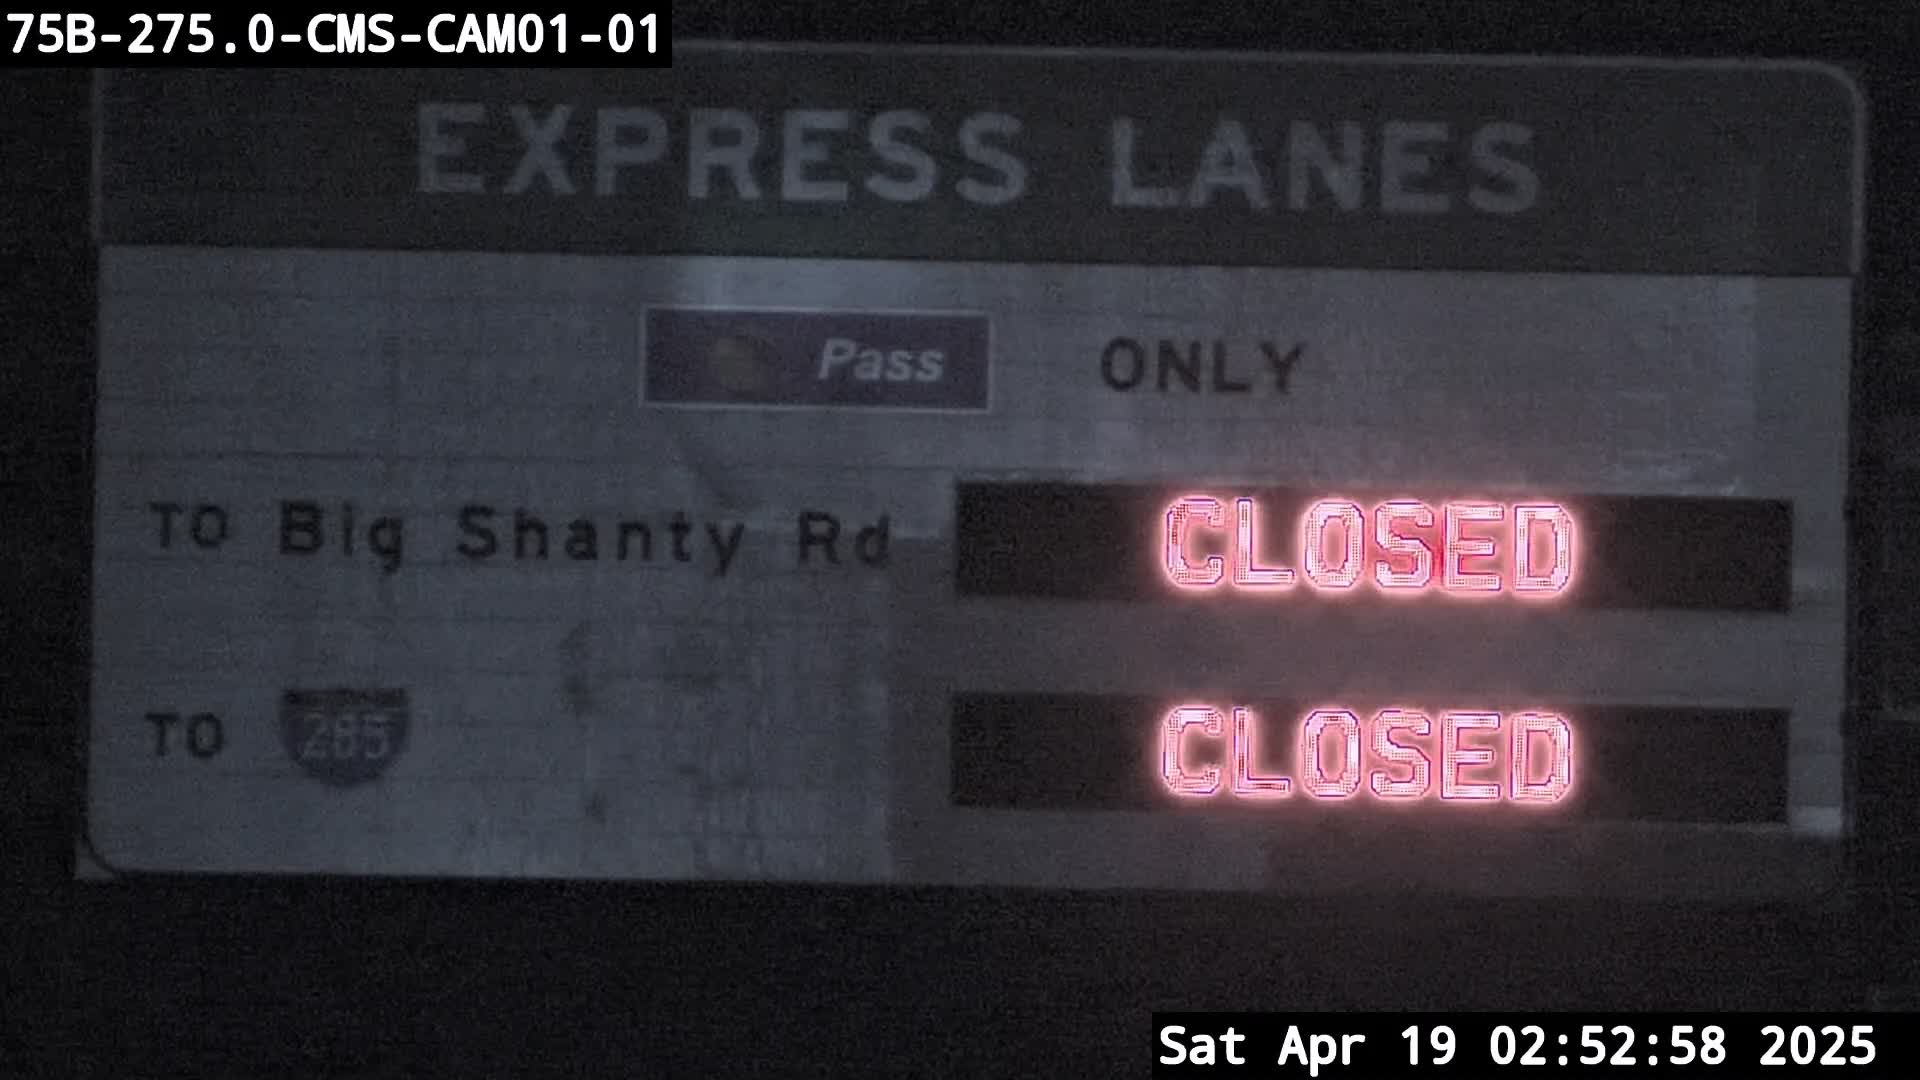 75B-275.0-CMS-CAM01-01
EXPRESS LANES
Pass ONLY
TO Big Shanty Rd CLOSED
TO 285 CLOSED
Sat Apr 19 02:52:58 2025